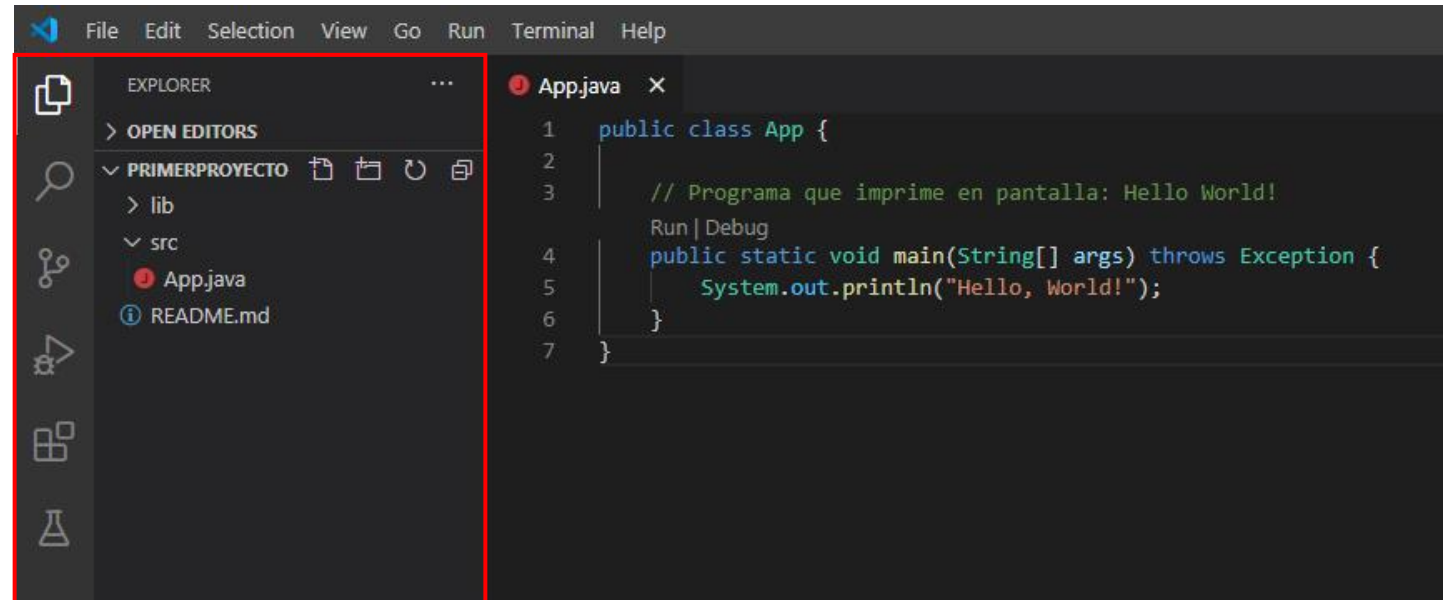 File Edit Selection View Go Run Terminal Help
EXPLORER ...
OPEN EDITORS
PRIMERPROYECTO
lib
src
J App.java
README.md
J App.java
1 public class App {
2
3 // Programa que imprime en pantalla: Hello World!
Run | Debug
4 public static void main(String[] args) throws Exception {
5 System.out.println("Hello, World!");
6 }
7 }